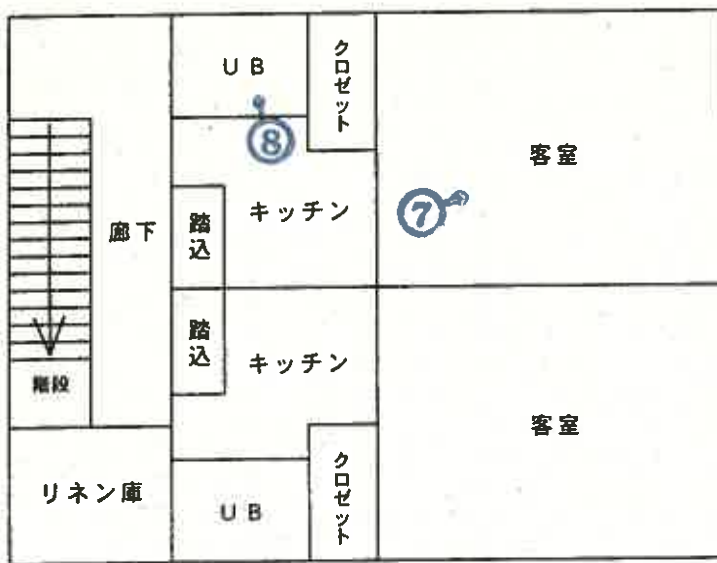 UB
クロゼット
⑧
客室
キッチン
⑦
踏込
廊下
踏込
キッチン
階段
客室
リネン庫
UB
クロゼット